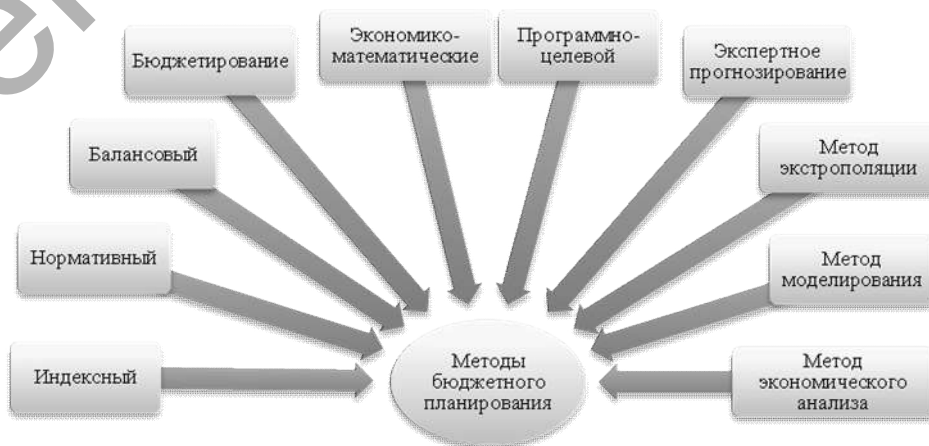 Экономико-
математические
Программно-
целевой
Экспертное
прогнозирование
Бюджетирование
Балансовый
Метод
экстрополяции
Нормативный
Метод
моделирования
Индексный
Методы
бюджетного
планирования
Метод
экономического
анализа